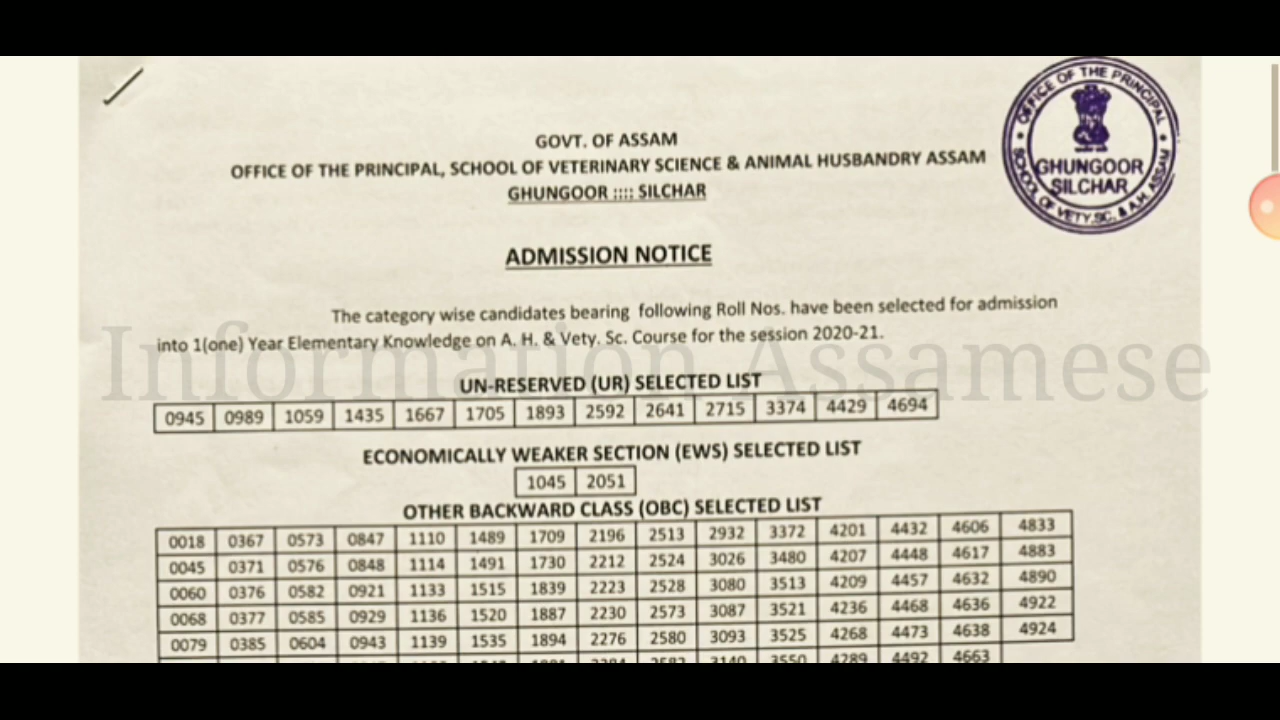 GOVT. OF ASSAM
OFFICE OF THE PRINCIPAL, SCHOOL OF VETERINARY SCIENCE & ANIMAL HUSBANDRY ASSAM
GHUNGOOR :::: SILCHAR
OFFICE OF THE PRINCIPAL
GHUNGOOR
SILCHAR
SCHOOL OF VETY.SC. & A.H. ASSAM
ADMISSION NOTICE
The category wise candidates bearing following Roll Nos. have been selected for admission
into 1(one) Year Elementary Knowledge on A. H. & Vety. Sc. Course for the session 2020-21.
Information Assamese
UN-RESERVED (UR) SELECTED LIST
0945 0989 1059 1435 1667 1705 1893 2592 2641 2715 3374 4429 4694
ECONOMICALLY WEAKER SECTION (EWS) SELECTED LIST
1045 2051
OTHER BACKWARD CLASS (OBC) SELECTED LIST
0018 0367 0573 0847 1110 1489 1709 2196 2513 2932 3372 4201 4432 4606 4833
0045 0371 0576 0848 1114 1491 1730 2212 2524 3026 3480 4207 4448 4617 4883
0060 0376 0582 0921 1133 1515 1839 2223 2528 3080 3513 4209 4457 4632 4890
0068 0377 0585 0929 1136 1520 1887 2230 2573 3087 3521 4236 4468 4636 4922
0079 0385 0604 0943 1139 1535 1894 2276 2580 3093 3525 4268 4473 4638 4924
3140 3550 4289 4492 4663